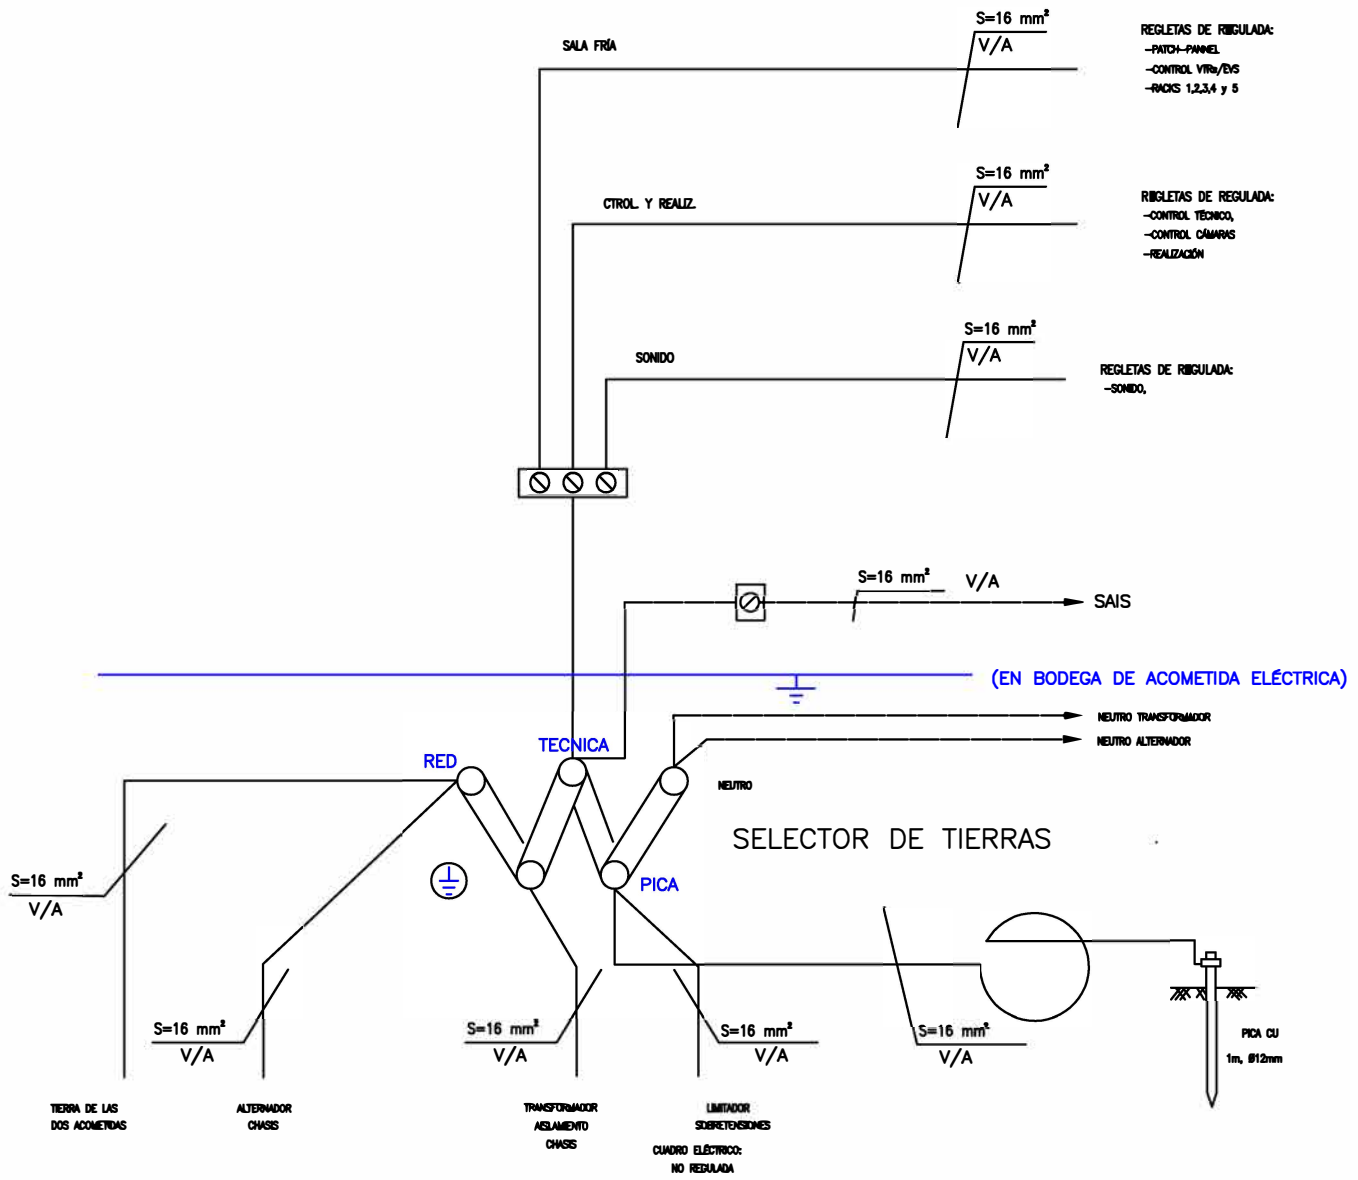 S=16 mm²
V/A
SALA FRÍA
REGLETAS DE REGULADA:
-PATCH-PANNEL
-CONTROL VTRs/EVS
-RACKS 1,2,3,4 y 5
S=16 mm²
V/A
CTROL. Y REALIZ.
REGLETAS DE REGULADA:
-CONTROL TÉCNICO,
-CONTROL CÁMARAS
-REALIZACIÓN
S=16 mm²
V/A
SONIDO
REGLETAS DE REGULADA:
-SONIDO,
S=16 mm²
V/A
SAIS
(EN BODEGA DE ACOMETIDA ELÉCTRICA)
NEUTRO TRANSFORMADOR
NEUTRO ALTERNADOR
TECNICA
RED
NEUTRO
SELECTOR DE TIERRAS
PICA
S=16 mm²
V/A
S=16 mm²
V/A
S=16 mm²
V/A
S=16 mm²
V/A
S=16 mm²
V/A
PICA CU
1m, Ø12mm
TIERRA DE LAS
DOS ACOMETIDAS
ALTERNADOR
CHASIS
TRANSFORMADOR
AISLAMIENTO
CHASIS
LIMITADOR
SOBRETENSIONES
CUADRO ELÉCTRICO:
NO REGULADA